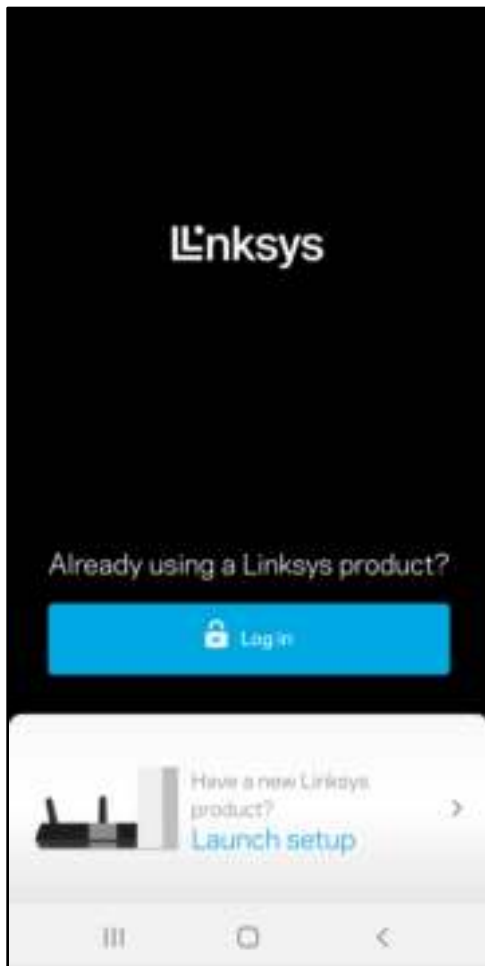 Linksys
Already using a Linksys product?
Log in
Have a new Linksys
product?
Launch setup